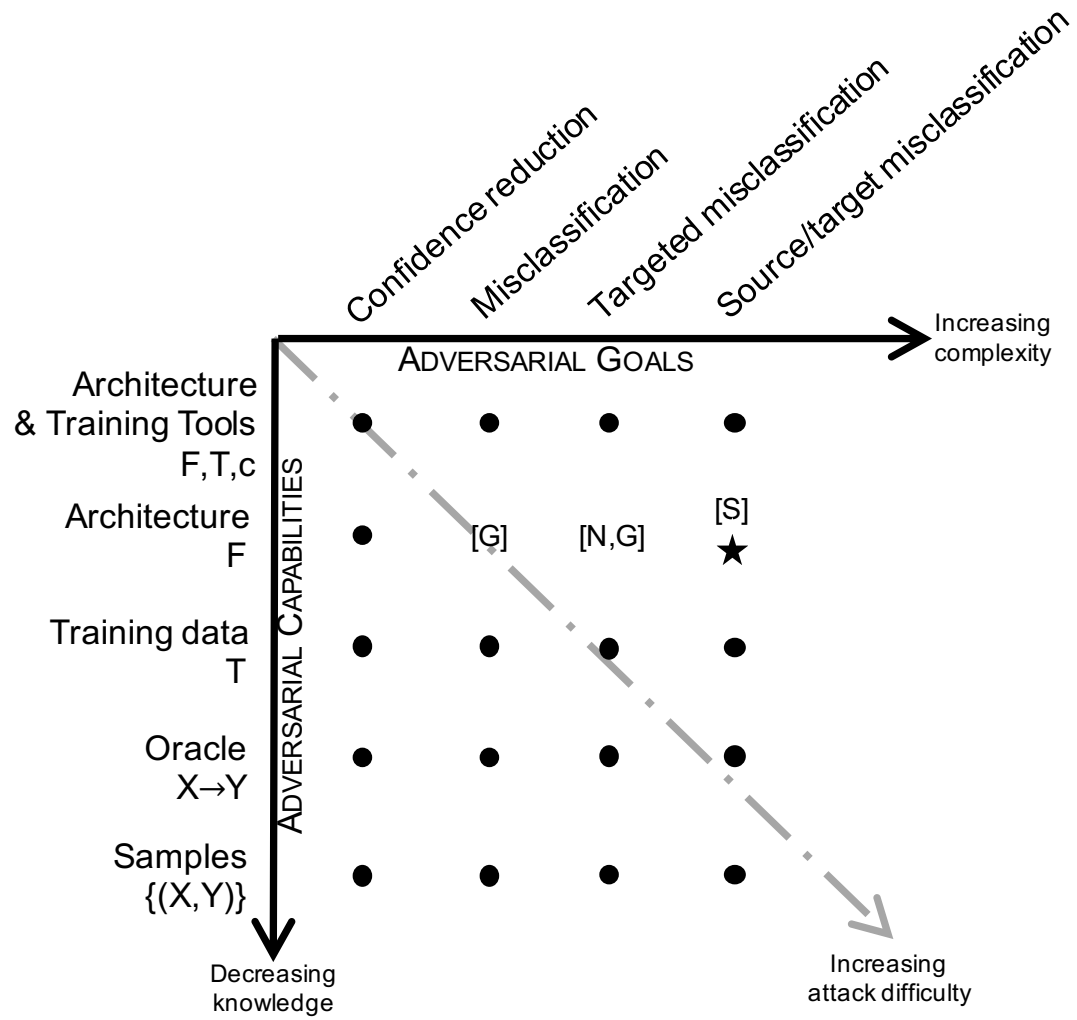 Confidence reduction
Misclassification
Targeted misclassification
Source/target misclassification
Increasing
complexity
ADVERSARIAL GOALS
Architecture
& Training Tools
F,T,c
ADVERSARIAL CAPABILITIES
Architecture
F
[G]
[N,G]
[S]
Training data
T
Oracle
X→Y
Samples
{(X,Y)}
Decreasing
knowledge
Increasing
attack difficulty